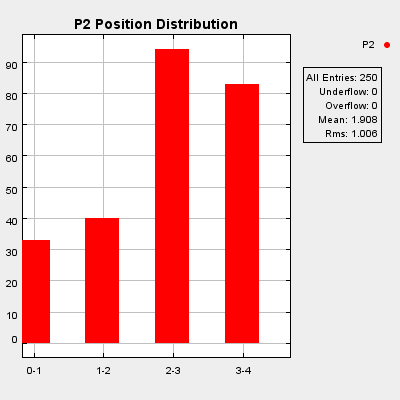 P2 Position Distribution
P2
All Entries: 250
Underflow: 0
Overflow: 0
Mean: 1.908
Rms: 1.006
90
80
70
60
50
40
30
20
10
0
0-1 1-2 2-3 3-4